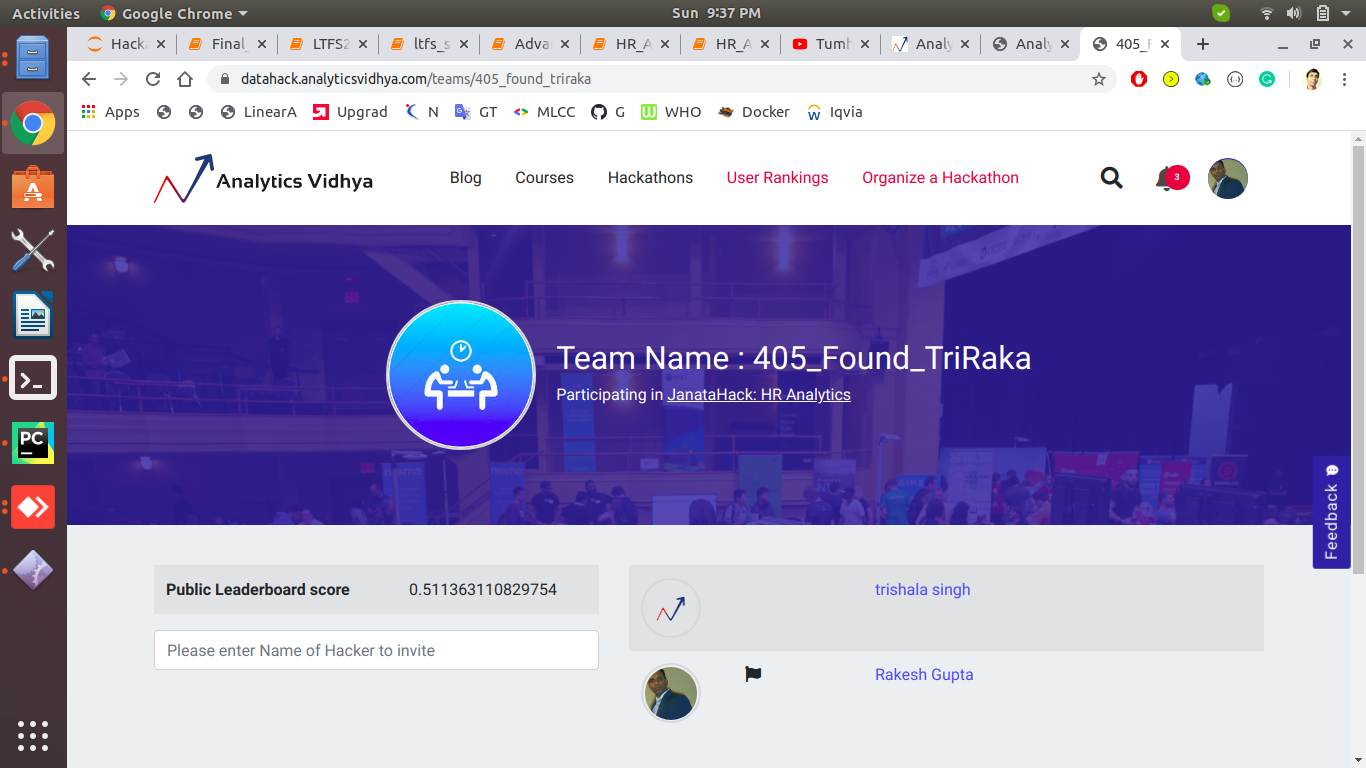 Activities
Google Chrome
Sun 9:37 PM
Hack
Final_
LTFS2
ltfs_s
Adva
HR_A
HR_A
Tumh
Analy
Analy
405_F
datahack.analyticsvidhya.com/teams/405_found_triraka
Apps
LinearA
Upgrad
N
GT
MLCC
G
WHO
Docker
Iqvia
Analytics Vidhya
Blog
Courses
Hackathons
User Rankings
Organize a Hackathon
3
Team Name : 405_Found_TriRaka
Participating in JanataHack: HR Analytics
Feedback
Public Leaderboard score 0.511363110829754
Please enter Name of Hacker to invite
trishala singh
Rakesh Gupta
PC